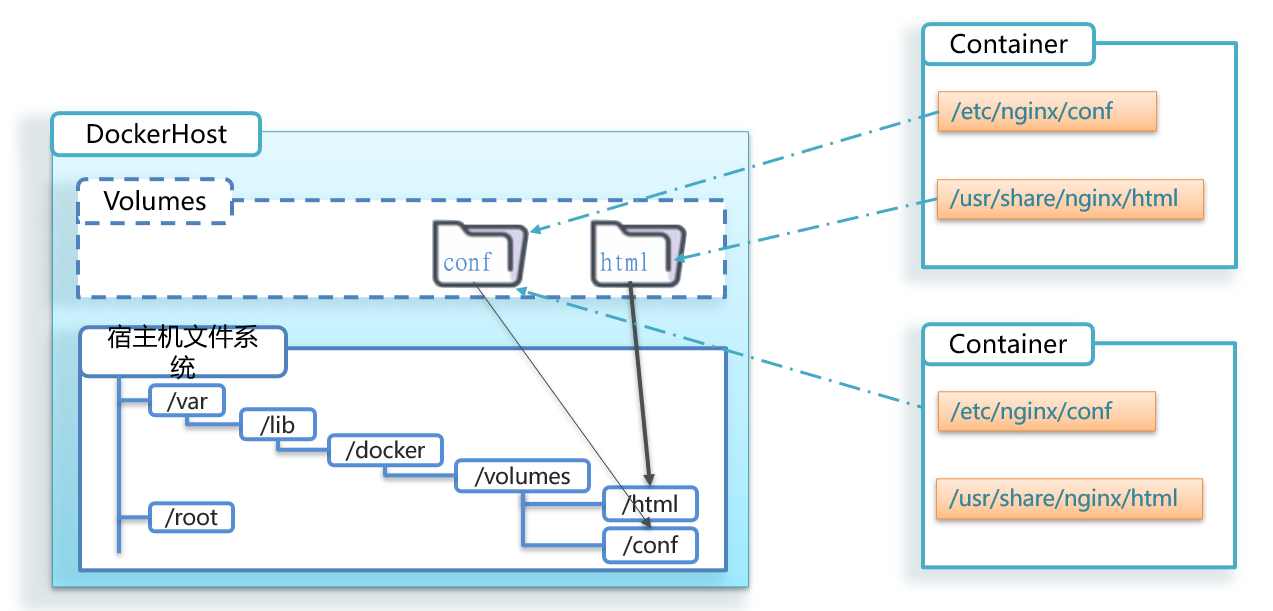 DockerHost
Volumes
conf
html
宿主机文件系
统
/var
/lib
/docker
/volumes
/html
/root
/conf
Container
/etc/nginx/conf
/usr/share/nginx/html
Container
/etc/nginx/conf
/usr/share/nginx/html